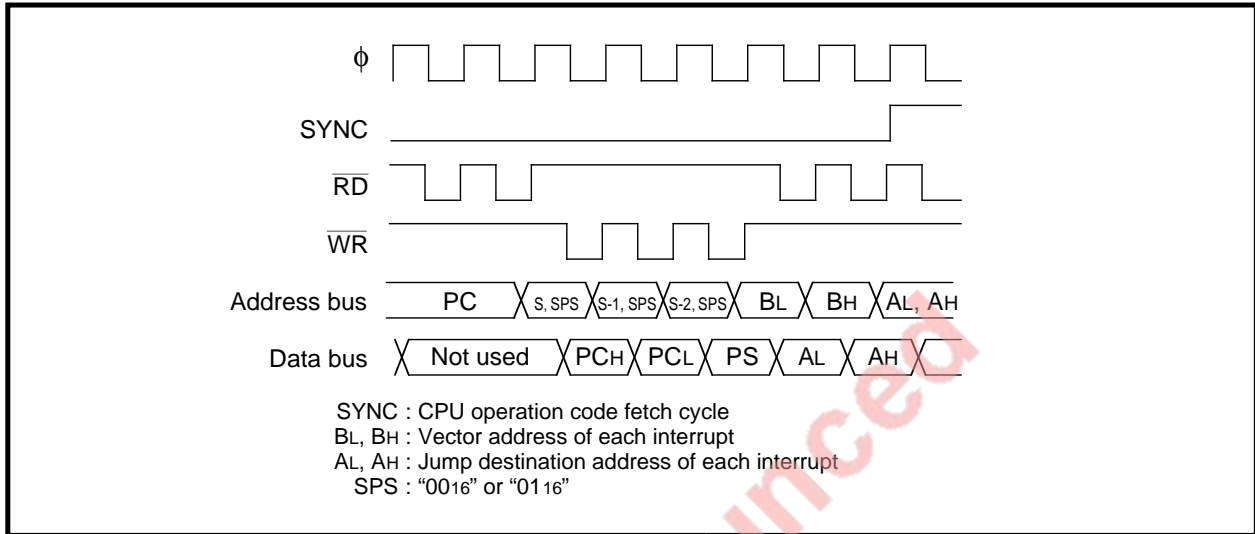 ϕ
SYNC
RD
WR
Address bus PC S, SPS S-1, SPS S-2, SPS BL BH AL, AH
Data bus Not used PCH PCL PS AL AH
SYNC : CPU operation code fetch cycle
BL, BH : Vector address of each interrupt
AL, AH : Jump destination address of each interrupt
SPS : “0016” or “0116”
unced